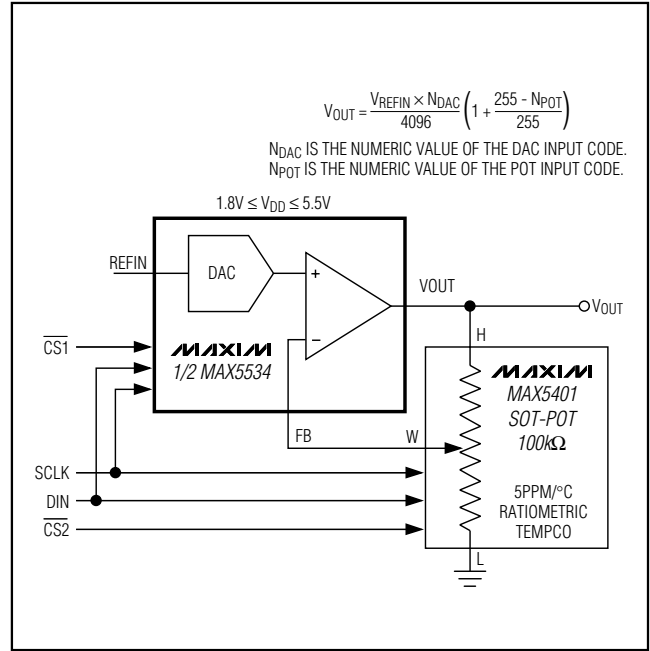 V_OUT = V_REFIN × N_DAC / 4096 (1 + 255 - N_POT / 255)
N_DAC IS THE NUMERIC VALUE OF THE DAC INPUT CODE.
N_POT IS THE NUMERIC VALUE OF THE POT INPUT CODE.
1.8V ≤ V_DD ≤ 5.5V
REFIN
DAC
+
VOUT
V_OUT
H
CS1
−
MAXIM
1/2 MAX5534
MAXIM
MAX5401
SOT-POT
100kΩ
FB
W
SCLK
DIN
CS2
5PPM/°C
RATIOMETRIC
TEMPCO
L